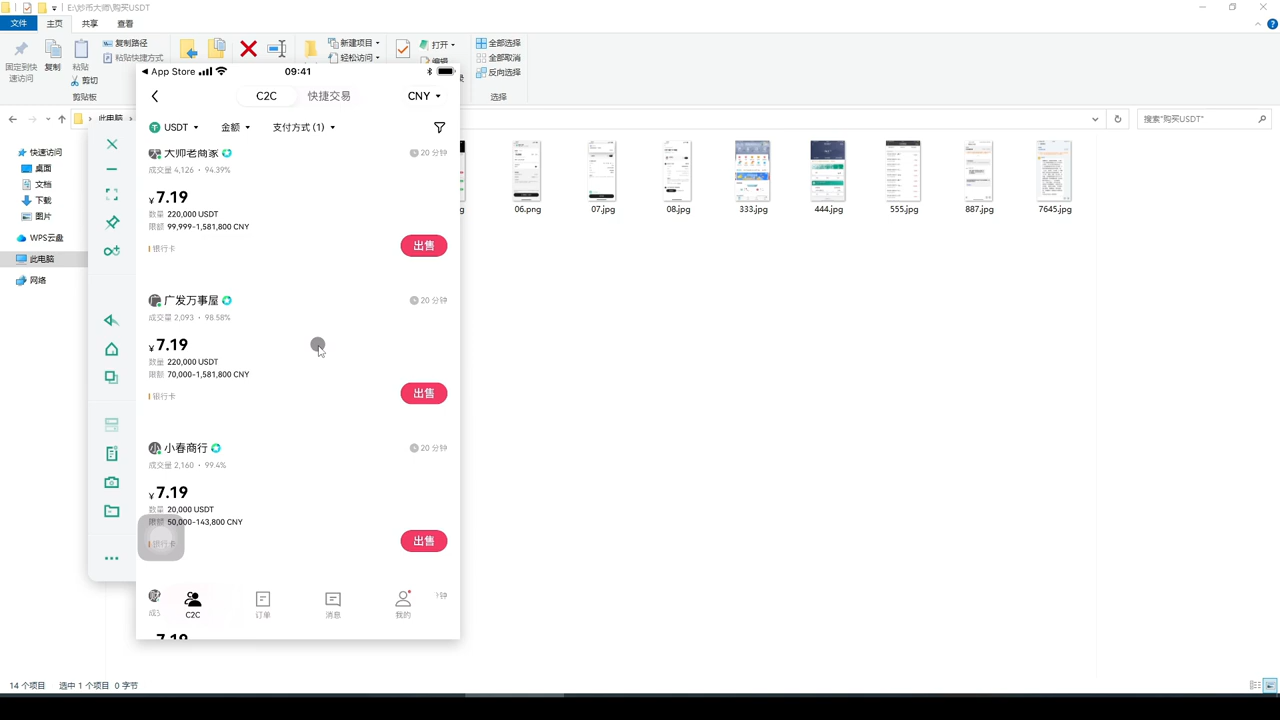 E:\炒币大师\购买USDT
文件 主页 共享 查看
固定到快速访问
复制
粘贴
复制路径
粘贴快捷方式
剪切
新建项目
轻松访问
打开
编辑
全部选择
全部取消
反向选择
剪贴板
选择
此电脑
搜索"购买USDT"
快速访问
桌面
文档
下载
图片
WPS云盘
此电脑
网络
App Store
09:41
C2C 快捷交易 CNY
USDT 金额 支付方式 (1)
大帅老商家 20 分钟
成交量 4,126 · 94.39%
¥ 7.19
数量 220,000 USDT
限额 99,999-1,581,800 CNY
银行卡 出售
广发万事屋 20 分钟
成交量 2,093 · 98.58%
¥ 7.19
数量 220,000 USDT
限额 70,000-1,581,800 CNY
银行卡 出售
小春商行 20 分钟
成交量 2,160 · 99.4%
¥ 7.19
数量 20,000 USDT
限额 50,000-143,800 CNY
银行卡 出售
C2C 订单 消息 我的
7.19
06.png 07.jpg 08.jpg 333.jpg 444.jpg 555.jpg 887.jpg 7645.jpg
14 个项目 选中 1 个项目 0 字节